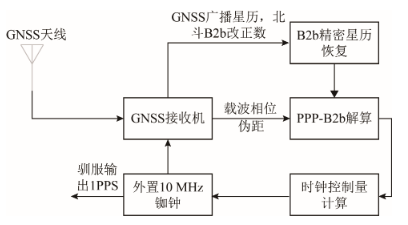 GNSS广播星历，北
斗B2b改正数
GNSS天线
B2b精密星历
恢复
GNSS接收机
载波相位
伪距
PPP-B2b解算
驯服输
出1PPS
外置10 MHz
铷钟
时钟控制量
计算